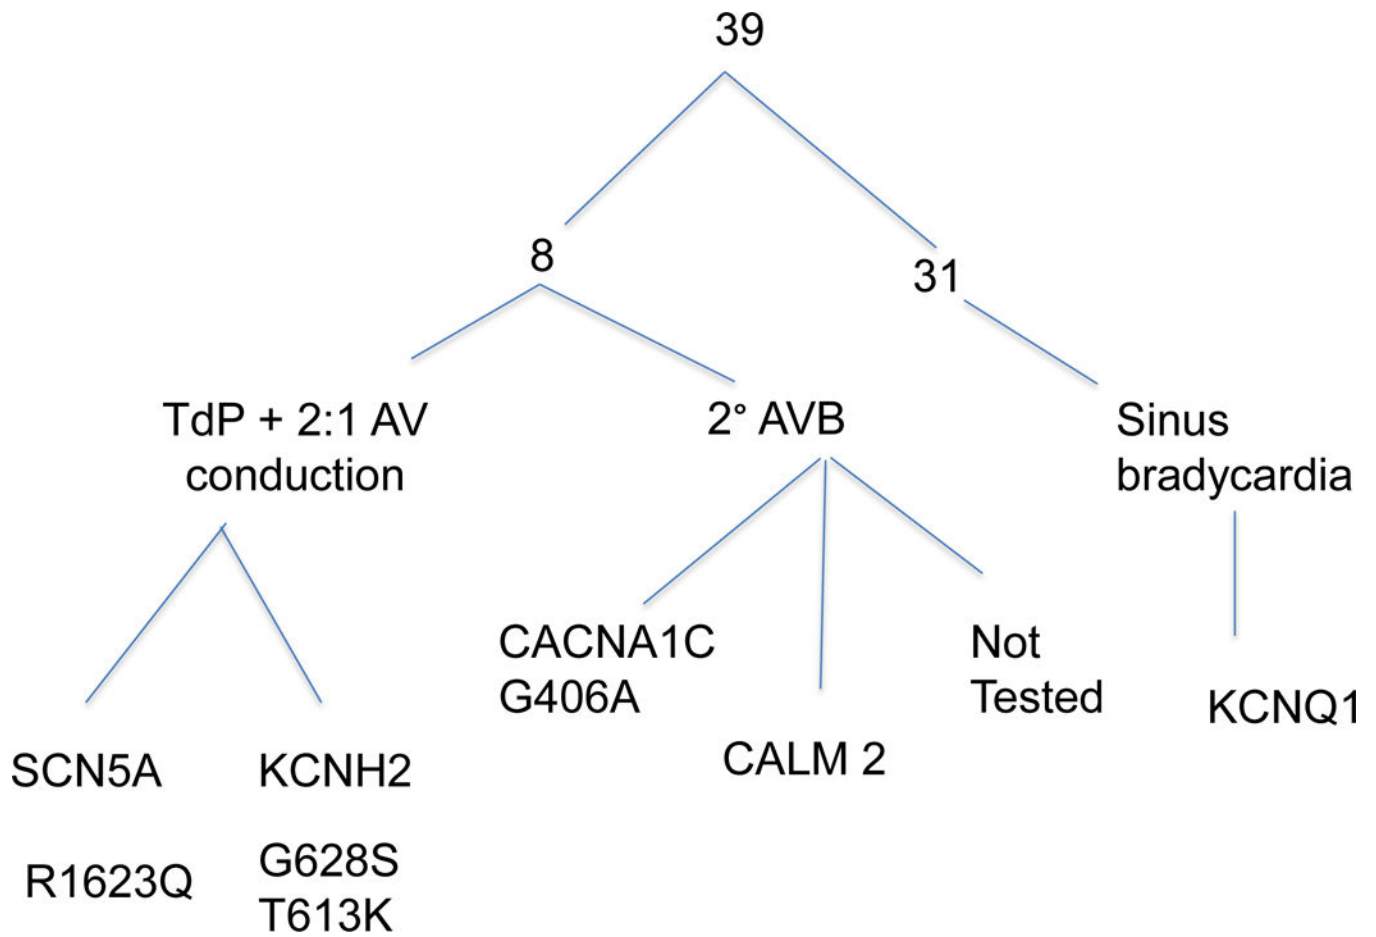 39
8
31
TdP + 2:1 AV
conduction
2° AVB
Sinus
bradycardia
CACNA1C
G406A
CALM 2
Not
Tested
KCNQ1
SCN5A
R1623Q
KCNH2
G628S
T613K